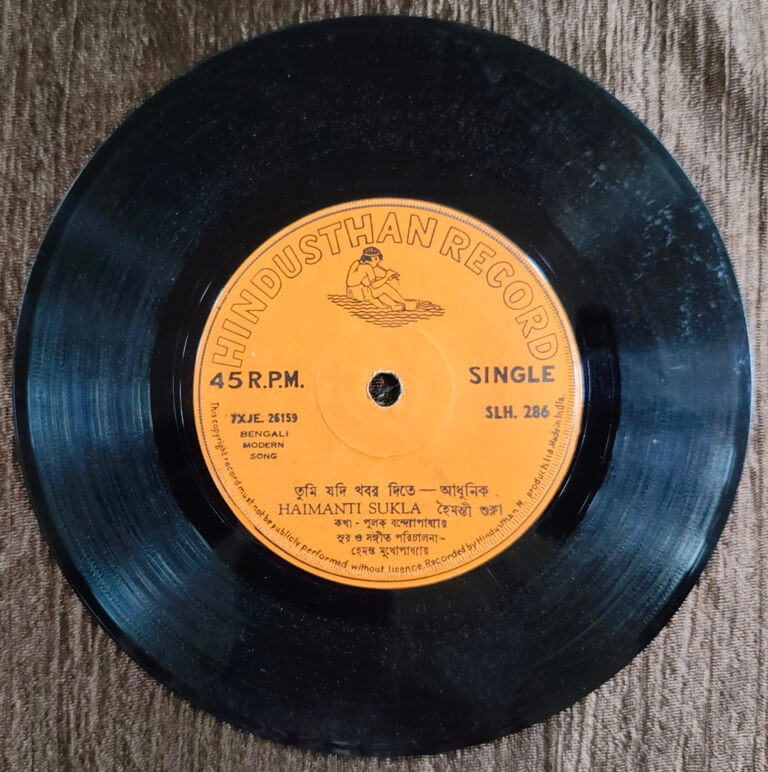 HINDUSTHAN RECORD
45 R.P.M.
SINGLE
7XJE. 26159
SLH. 286
BENGALI
MODERN
SONG
তুমি যদি খবর দিতে — আধুনিক
HAIMANTI SUKLA হৈমন্তী শুক্লা
কথা - পুলক বন্দ্যোপাধ্যায়
সুর ও সঙ্গীত পরিচালনা-
হেমন্ত মুখোপাধ্যায়
This copyright record must not be publicly performed without licence. Recorded by Hindusthan M. Products Ltd. Made in India.